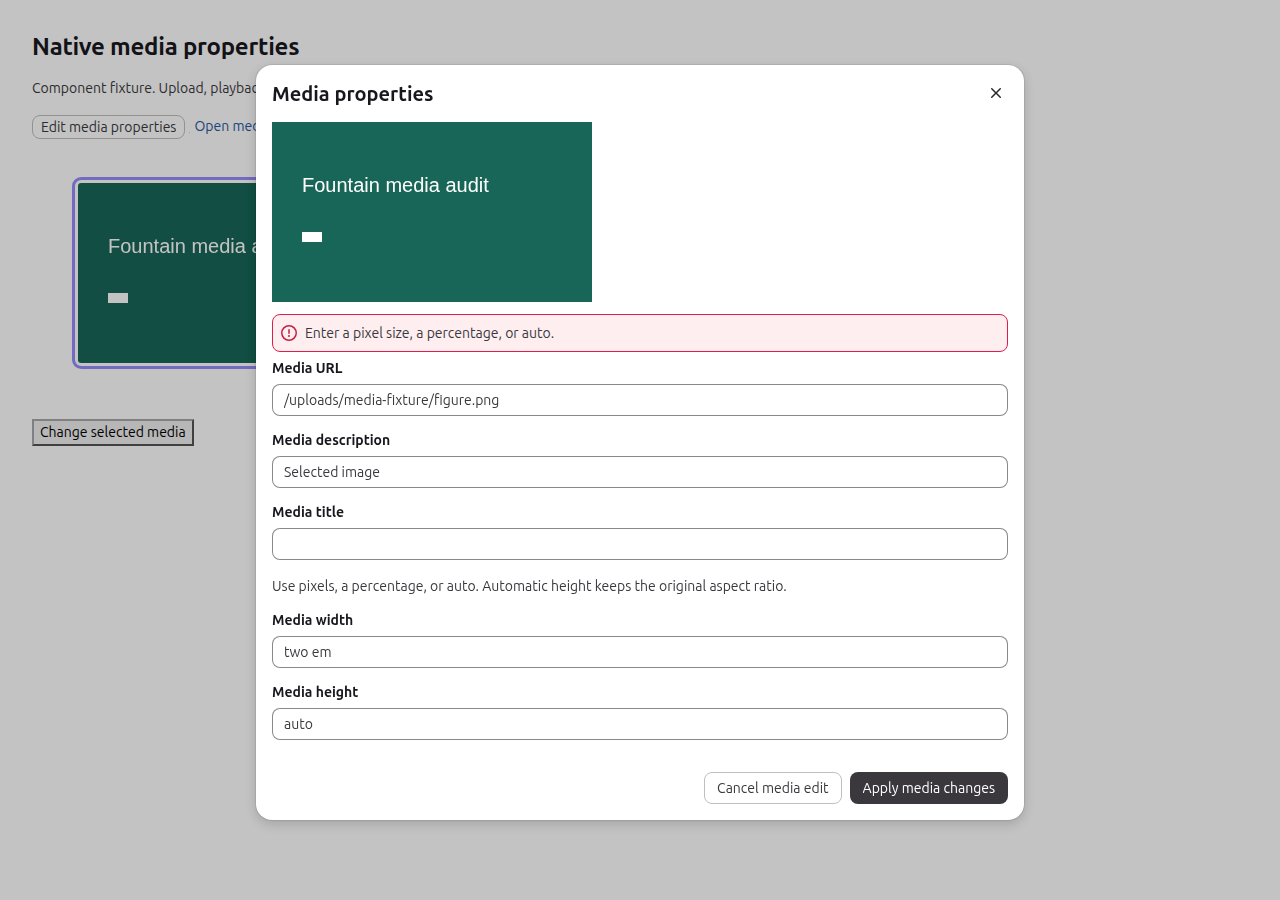 Native media properties
Component fixture. Upload, playbac
Edit media properties
Open med
Fountain media a
Change selected media
Media properties
Fountain media audit
Enter a pixel size, a percentage, or auto.
Media URL
/uploads/media-fixture/figure.png
Media description
Selected image
Media title
Use pixels, a percentage, or auto. Automatic height keeps the original aspect ratio.
Media width
two em
Media height
auto
Cancel media edit
Apply media changes